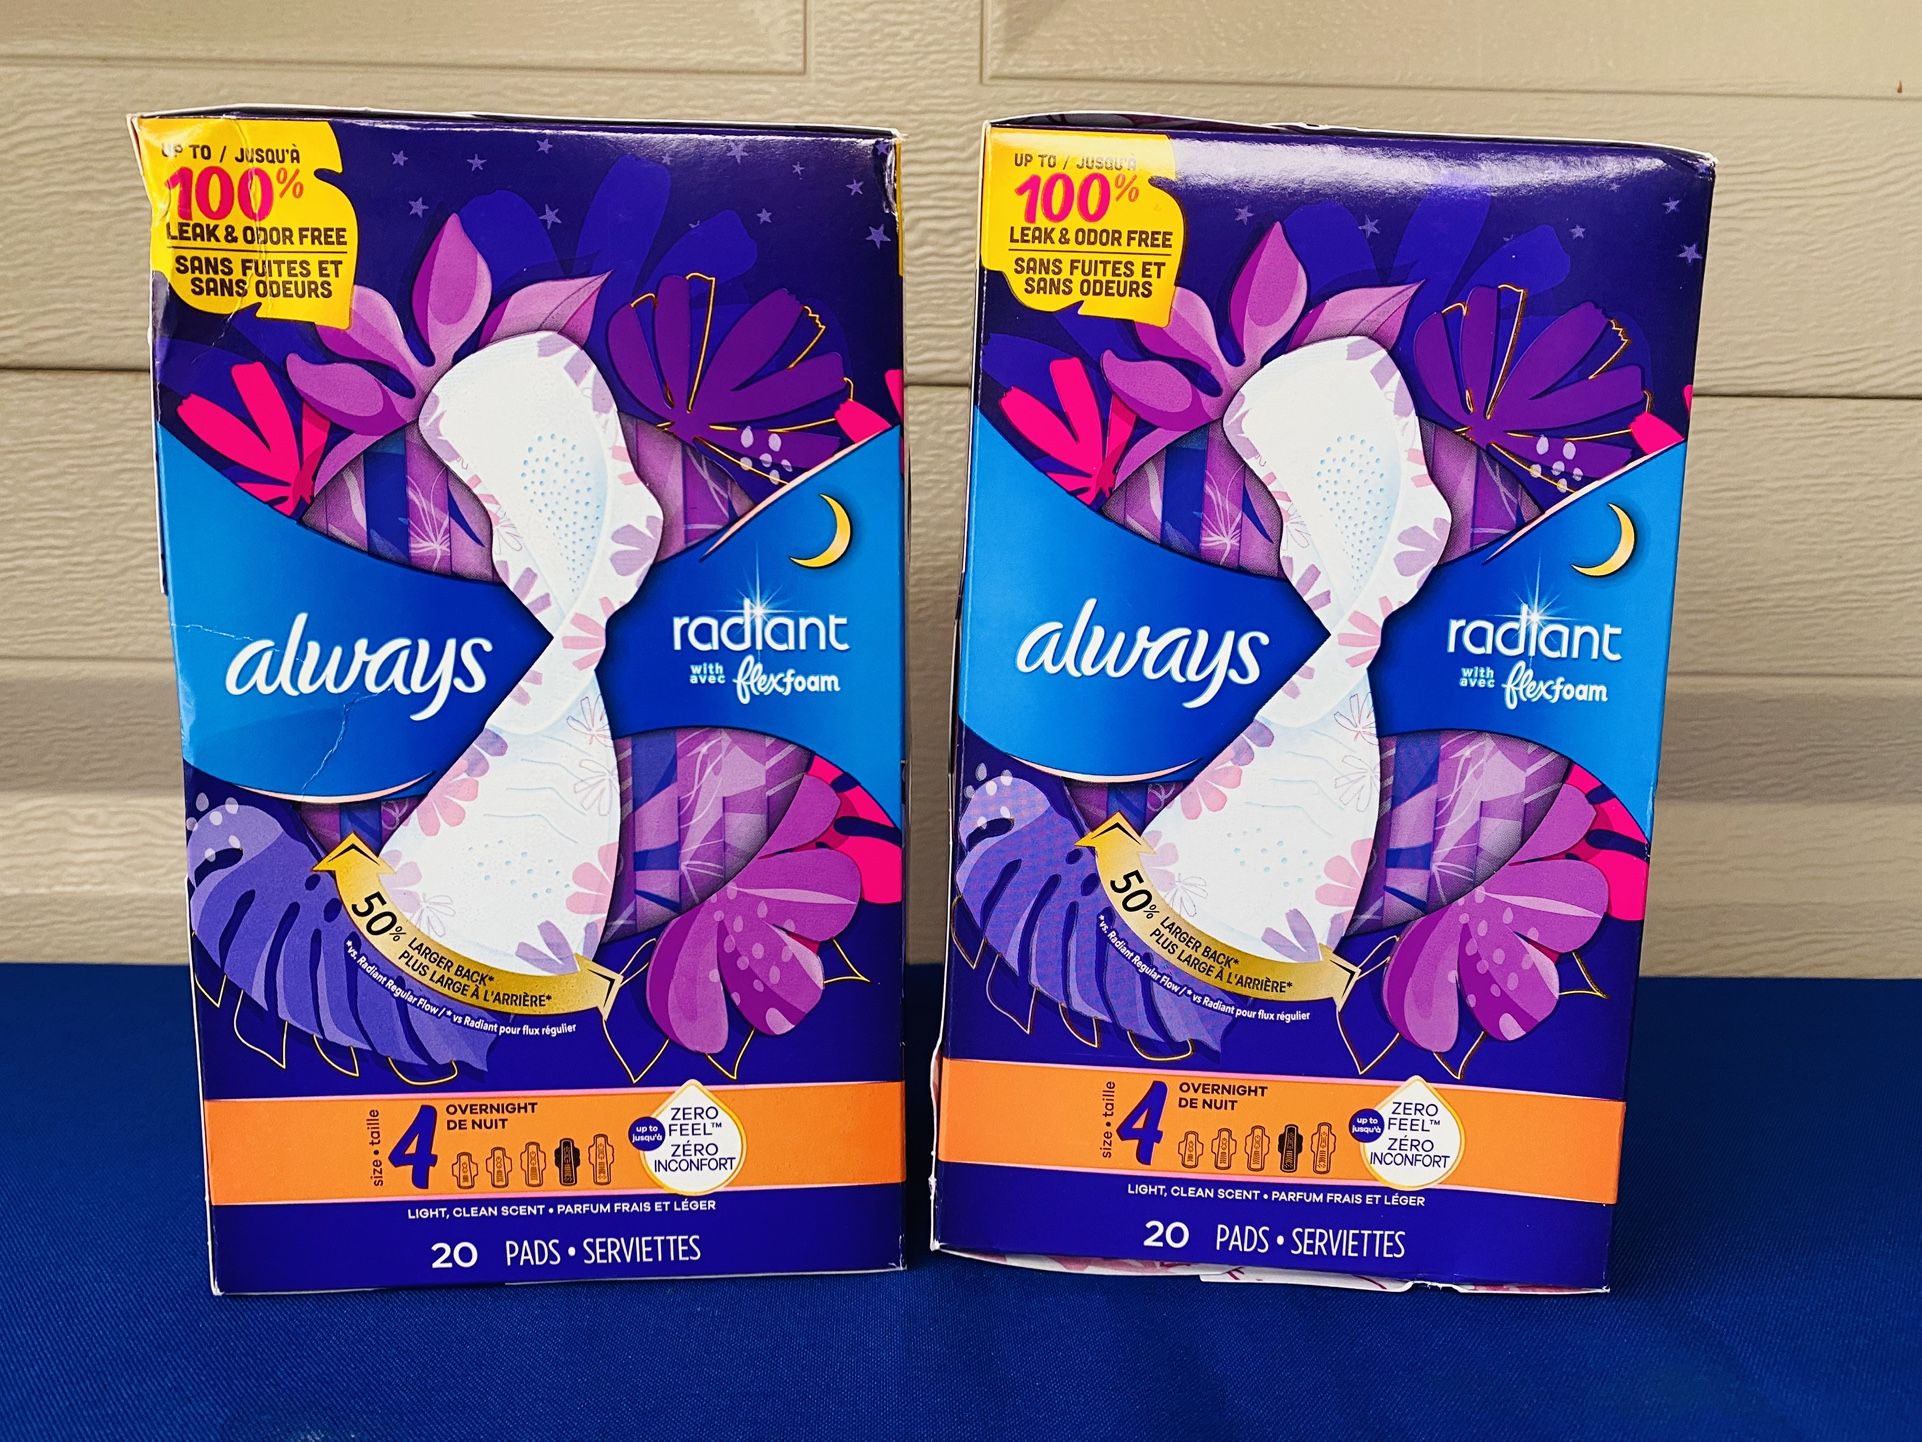 UP TO / JUSQU'À
100%
LEAK & ODOR FREE
SANS FUITES ET
SANS ODEURS
always
radiant
with
avec
flexfoam
50%
LARGER BACK*
PLUS LARGE À L'ARRIÈRE*
*vs. Radiant Regular Flow / * vs Radiant pour flux régulier
size • taille
4
OVERNIGHT
DE NUIT
up to
jusqu'à
ZERO
FEEL™
ZÉRO
INCONFORT
LIGHT, CLEAN SCENT • PARFUM FRAIS ET LÉGER
20 PADS • SERVIETTES
UP TO / JUSQU'À
100%
LEAK & ODOR FREE
SANS FUITES ET
SANS ODEURS
always
radiant
with
avec
flexfoam
50%
LARGER BACK*
PLUS LARGE À L'ARRIÈRE*
*vs. Radiant Regular Flow / * vs Radiant pour flux régulier
size • taille
4
OVERNIGHT
DE NUIT
up to
jusqu'à
ZERO
FEEL™
ZÉRO
INCONFORT
LIGHT, CLEAN SCENT • PARFUM FRAIS ET LÉGER
20 PADS • SERVIETTES